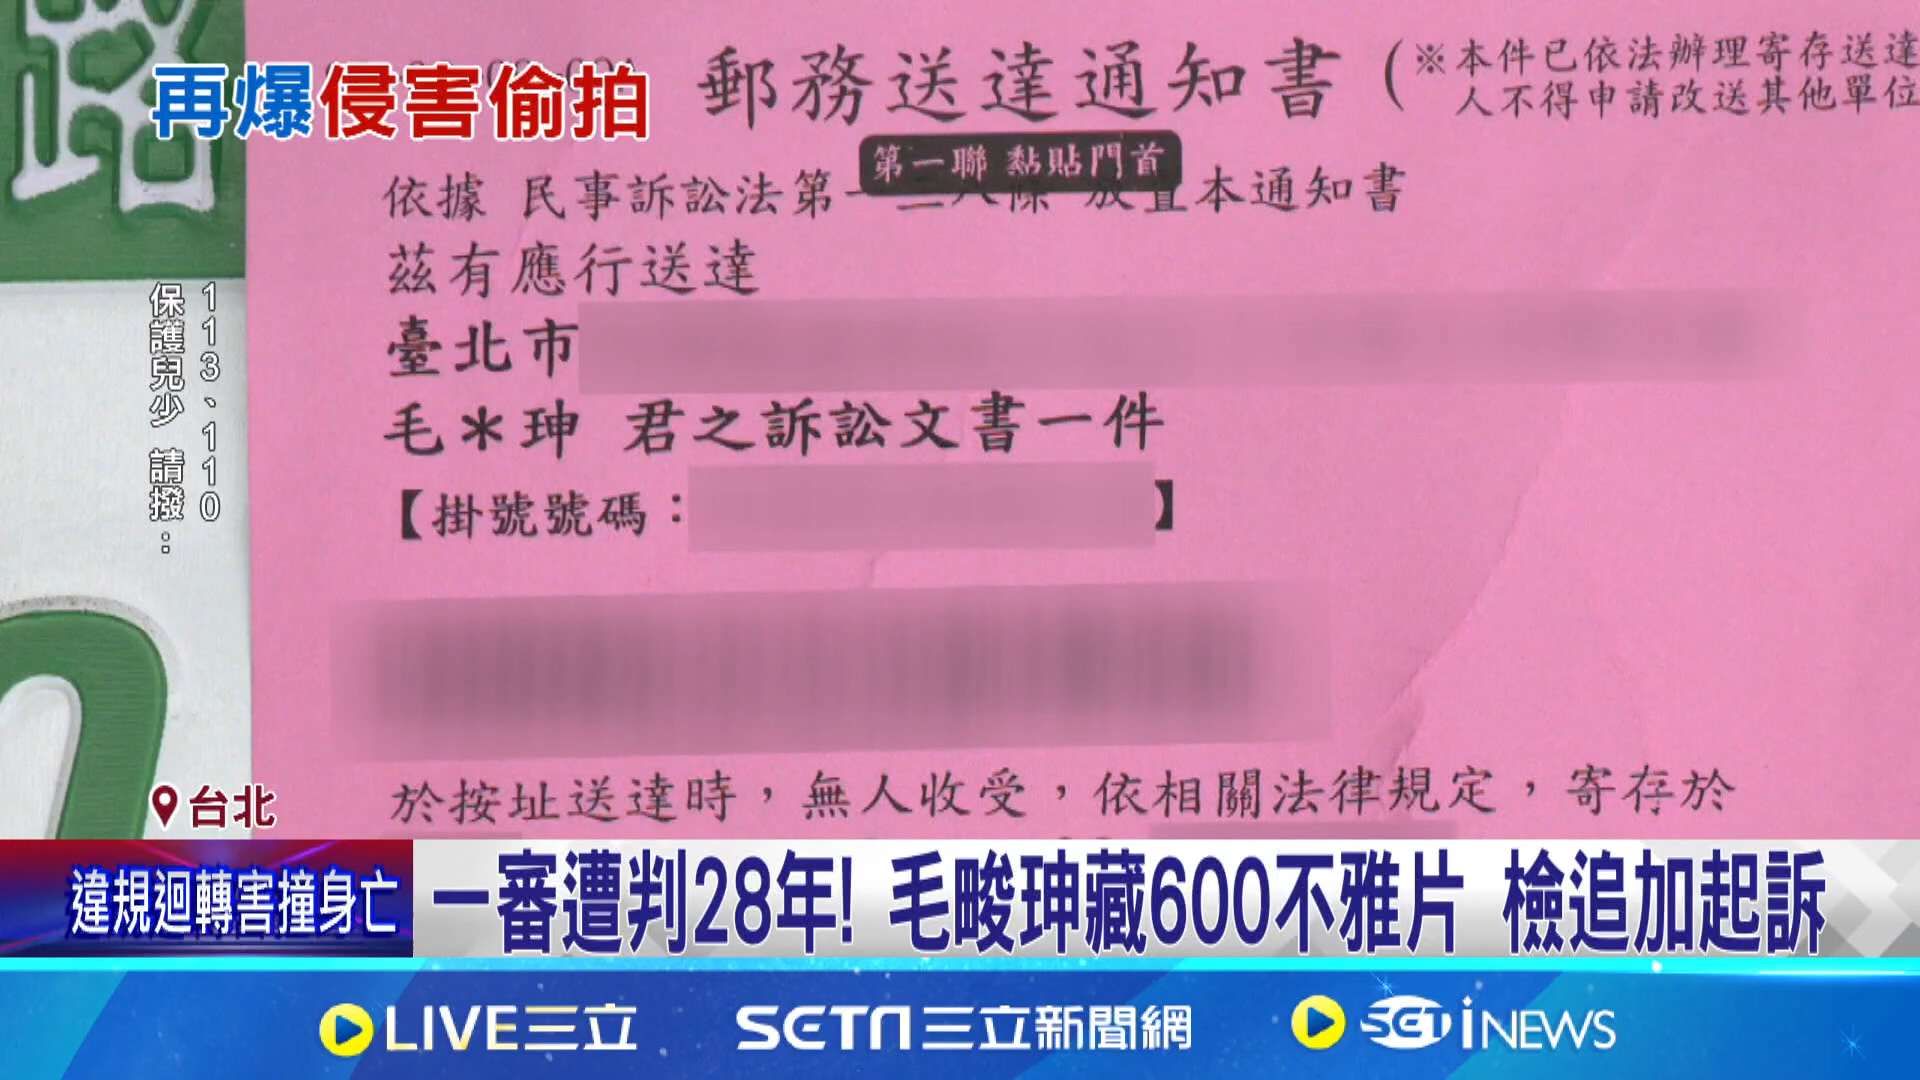 路
再爆侵害偷拍
郵務送達通知書
(※本件已依法辦理寄存送達
人不得申請改送其他單位
第一聯 黏貼門首
依據 民事訴訟法第一三八條 放置本通知書
茲有應行送達
臺北市
毛＊珅 君之訴訟文書一件
【掛號號碼：】
於按址送達時，無人收受，依相關法律規定，寄存於
保護兒少 請撥：
113、110
台北
違規迴轉害撞身亡
一審遭判28年! 毛畯珅藏600不雅片 檢追加起訴
LIVE三立
SETN三立新聞網
SET iNEWS